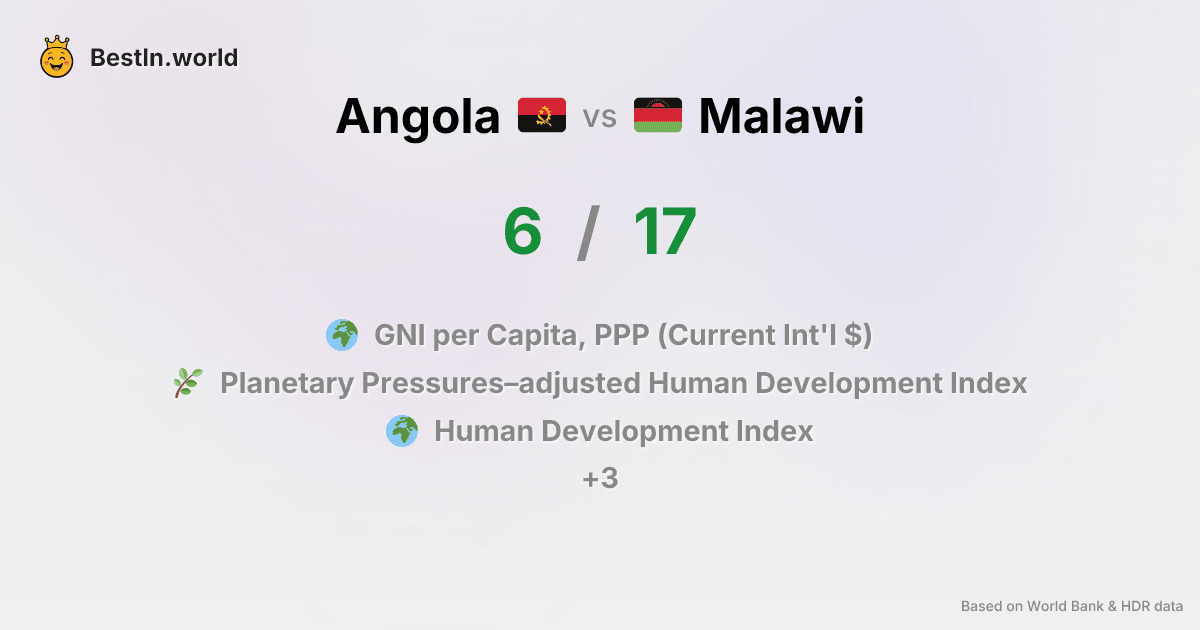 BestIn.world
Angola vs Malawi
6 / 17
GNI per Capita, PPP (Current Int'l $)
Planetary Pressures–adjusted Human Development Index
Human Development Index
+3
Based on World Bank & HDR data